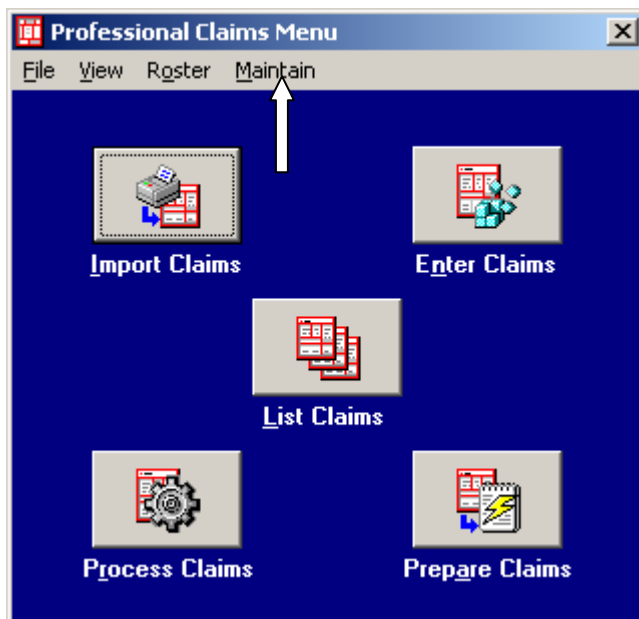 Professional Claims Menu
File View Roster Maintain
Import Claims Enter Claims
List Claims
Process Claims Prepare Claims